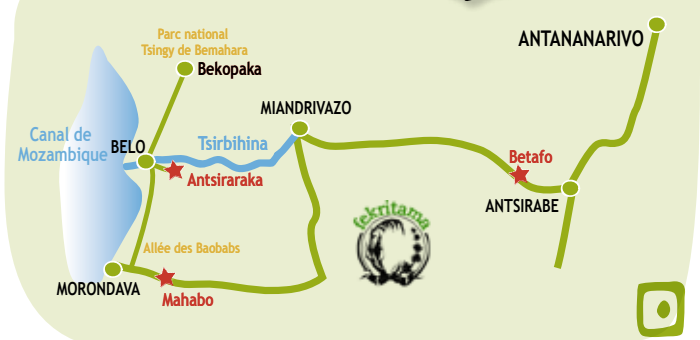 Parc national
Tsingy de Bemahara
Bekopaka
ANTANANARIVO
MIANDRIVAZO
Canal de
Mozambique
BELO
Tsirbihina
Antsiraraka
Betafo
ANTSIRABE
fekritama
Allée des Baobabs
MORONDAVA
Mahabo